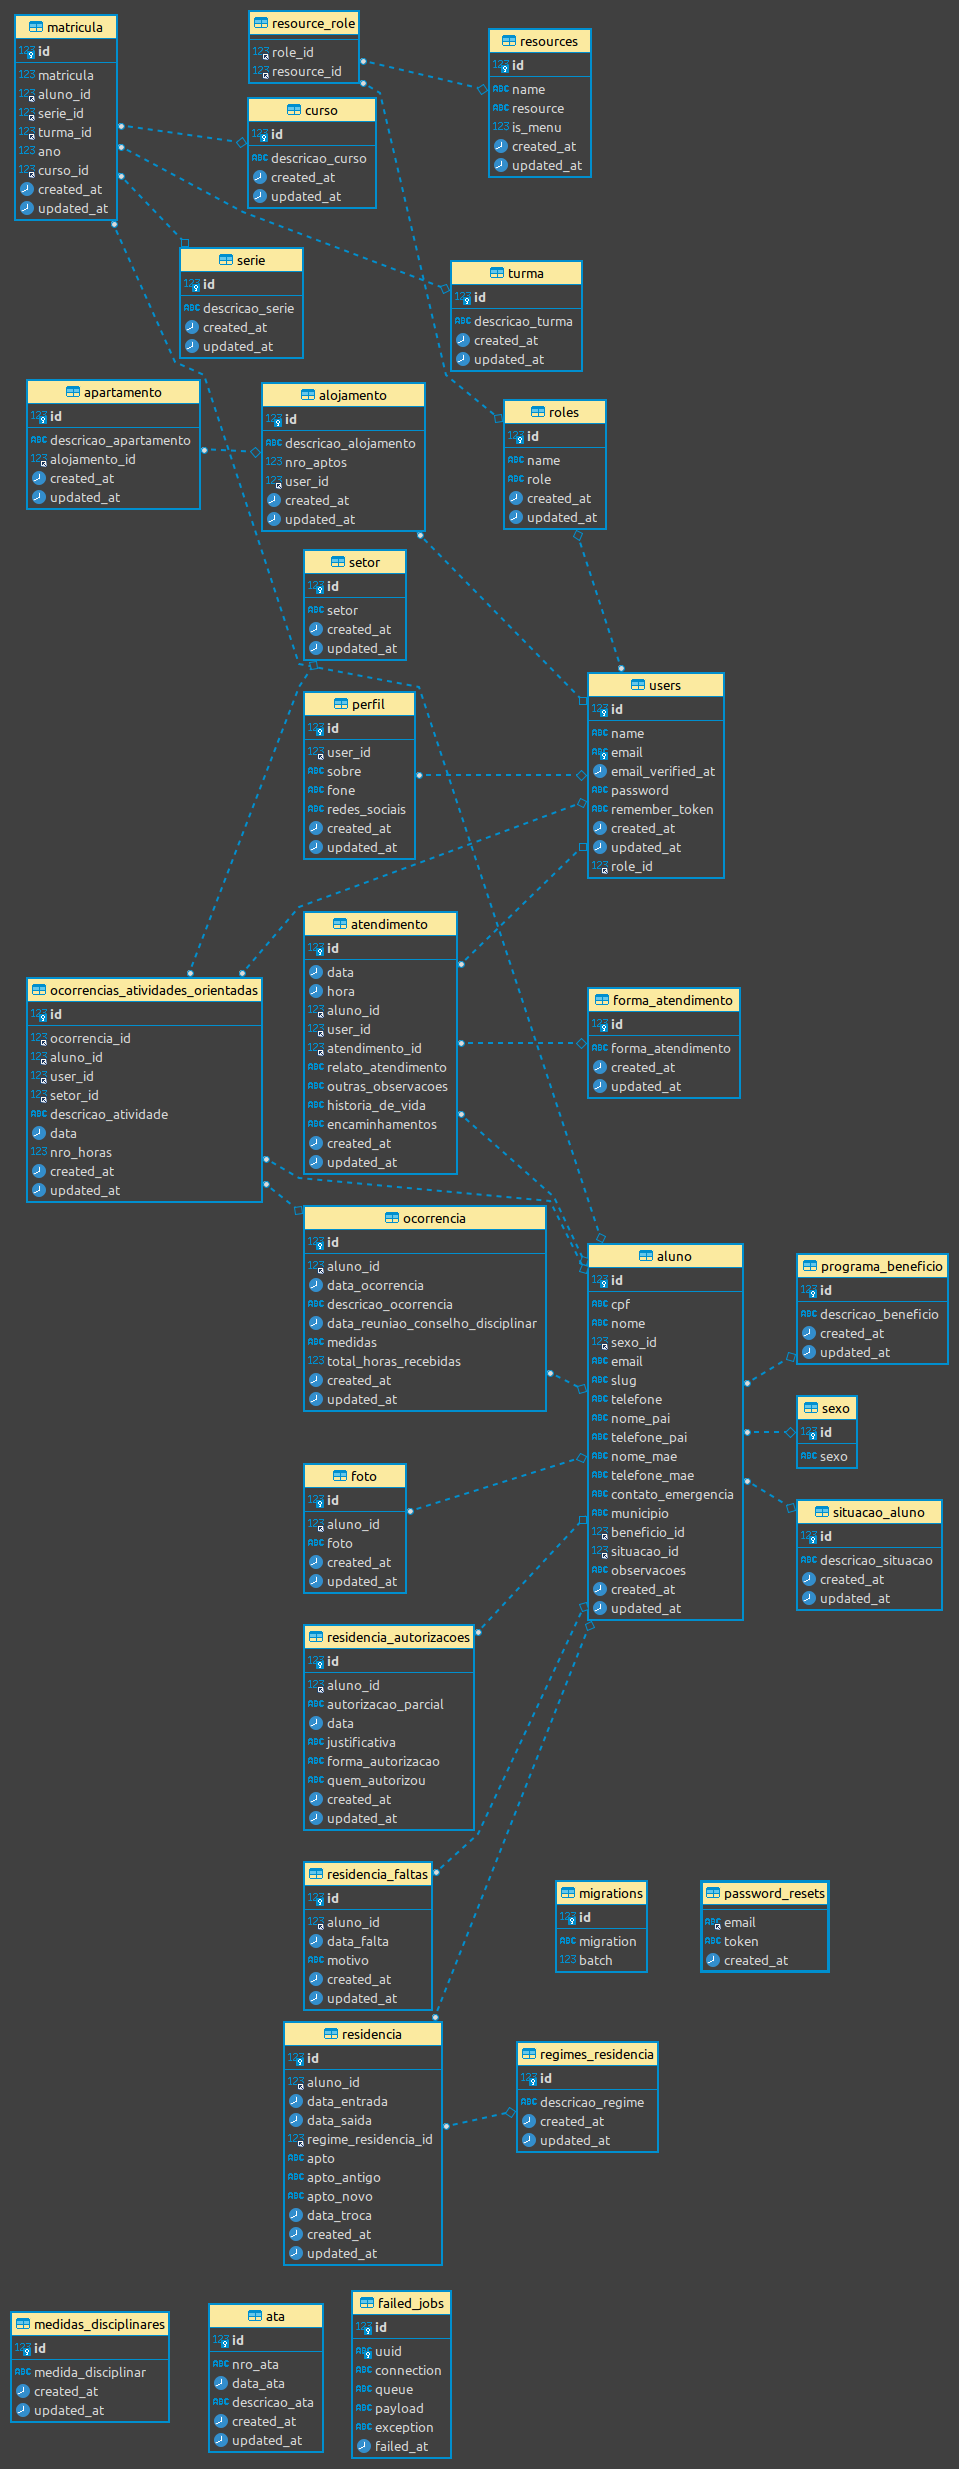 matricula
id
matricula
aluno_id
serie_id
turma_id
ano
curso_id
created_at
updated_at
resource_role
role_id
resource_id
resources
id
name
resource
is_menu
created_at
updated_at
curso
id
descricao_curso
created_at
updated_at
serie
id
descricao_serie
created_at
updated_at
turma
id
descricao_turma
created_at
updated_at
apartamento
id
descricao_apartamento
alojamento_id
created_at
updated_at
alojamento
id
descricao_alojamento
nro_aptos
user_id
created_at
updated_at
roles
id
name
role
created_at
updated_at
setor
id
setor
created_at
updated_at
perfil
id
user_id
sobre
fone
redes_sociais
created_at
updated_at
users
id
name
email
email_verified_at
password
remember_token
created_at
updated_at
role_id
atendimento
id
data
hora
aluno_id
user_id
atendimento_id
relato_atendimento
outras_observacoes
historia_de_vida
encaminhamentos
created_at
updated_at
ocorrencias_atividades_orientadas
id
ocorrencia_id
aluno_id
user_id
setor_id
descricao_atividade
data
nro_horas
created_at
updated_at
forma_atendimento
id
forma_atendimento
created_at
updated_at
ocorrencia
id
aluno_id
data_ocorrencia
descricao_ocorrencia
data_reuniao_conselho_disciplinar
medidas
total_horas_recebidas
created_at
updated_at
aluno
id
cpf
nome
sexo_id
email
slug
telefone
nome_pai
telefone_pai
nome_mae
telefone_mae
contato_emergencia
municipio
beneficio_id
situacao_id
observacoes
created_at
updated_at
programa_beneficio
id
descricao_beneficio
created_at
updated_at
sexo
id
sexo
situacao_aluno
id
descricao_situacao
created_at
updated_at
foto
id
aluno_id
foto
created_at
updated_at
residencia_autorizacoes
id
aluno_id
autorizacao_parcial
data
justificativa
forma_autorizacao
quem_autorizou
created_at
updated_at
residencia_faltas
id
aluno_id
data_falta
motivo
created_at
updated_at
migrations
id
migration
batch
password_resets
email
token
created_at
residencia
id
aluno_id
data_entrada
data_saida
regime_residencia_id
apto
apto_antigo
apto_novo
data_troca
created_at
updated_at
regimes_residencia
id
descricao_regime
created_at
updated_at
medidas_disciplinares
id
medida_disciplinar
created_at
updated_at
ata
id
nro_ata
data_ata
descricao_ata
created_at
updated_at
failed_jobs
id
uuid
connection
queue
payload
exception
failed_at